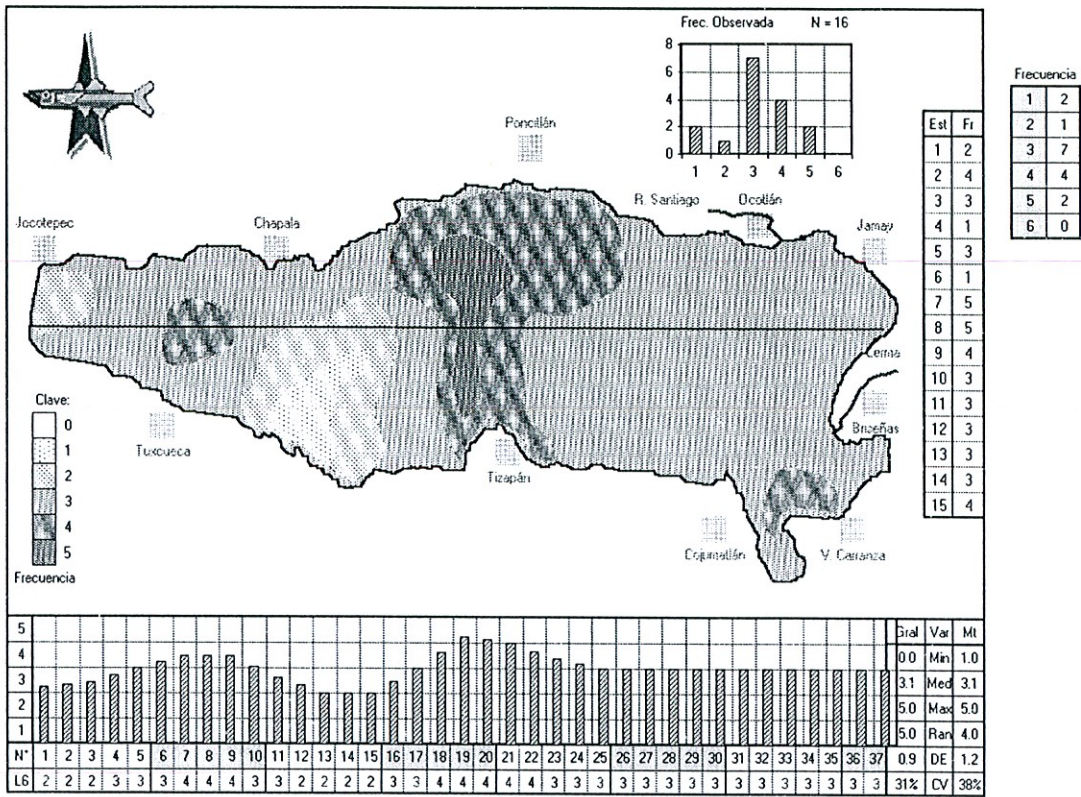 Frec. Observada N = 16
8
6
4
2
0
1 2 3 4 5 6
Frecuencia
1 2
2 1
3 7
4 4
5 2
6 0
Est Fr
1 2
2 4
3 3
4 1
5 3
6 1
7 5
8 5
9 4
10 3
11 3
12 3
13 3
14 3
15 4
Poncitlán
R. Santiago
Ocotlán
Jocotepec
Chapala
Jamay
Lerma
Briseñas
Tuxcueca
Tizapán
Cojumatlán
V. Carranza
Clave:
0
1
2
3
4
5
Frecuencia
5
4
3
2
1
Gral Var Mt
0.0 Min 1.0
3.1 Med 3.1
5.0 Max 5.0
5.0 Ran 4.0
N° 1 2 3 4 5 6 7 8 9 10 11 12 13 14 15 16 17 18 19 20 21 22 23 24 25 26 27 28 29 30 31 32 33 34 35 36 37 0.9 DE 1.2
L6 2 2 2 3 3 3 4 4 4 3 3 2 2 2 2 3 3 4 4 4 4 4 3 3 3 3 3 3 3 3 3 3 3 3 3 3 3 31% CV 38%